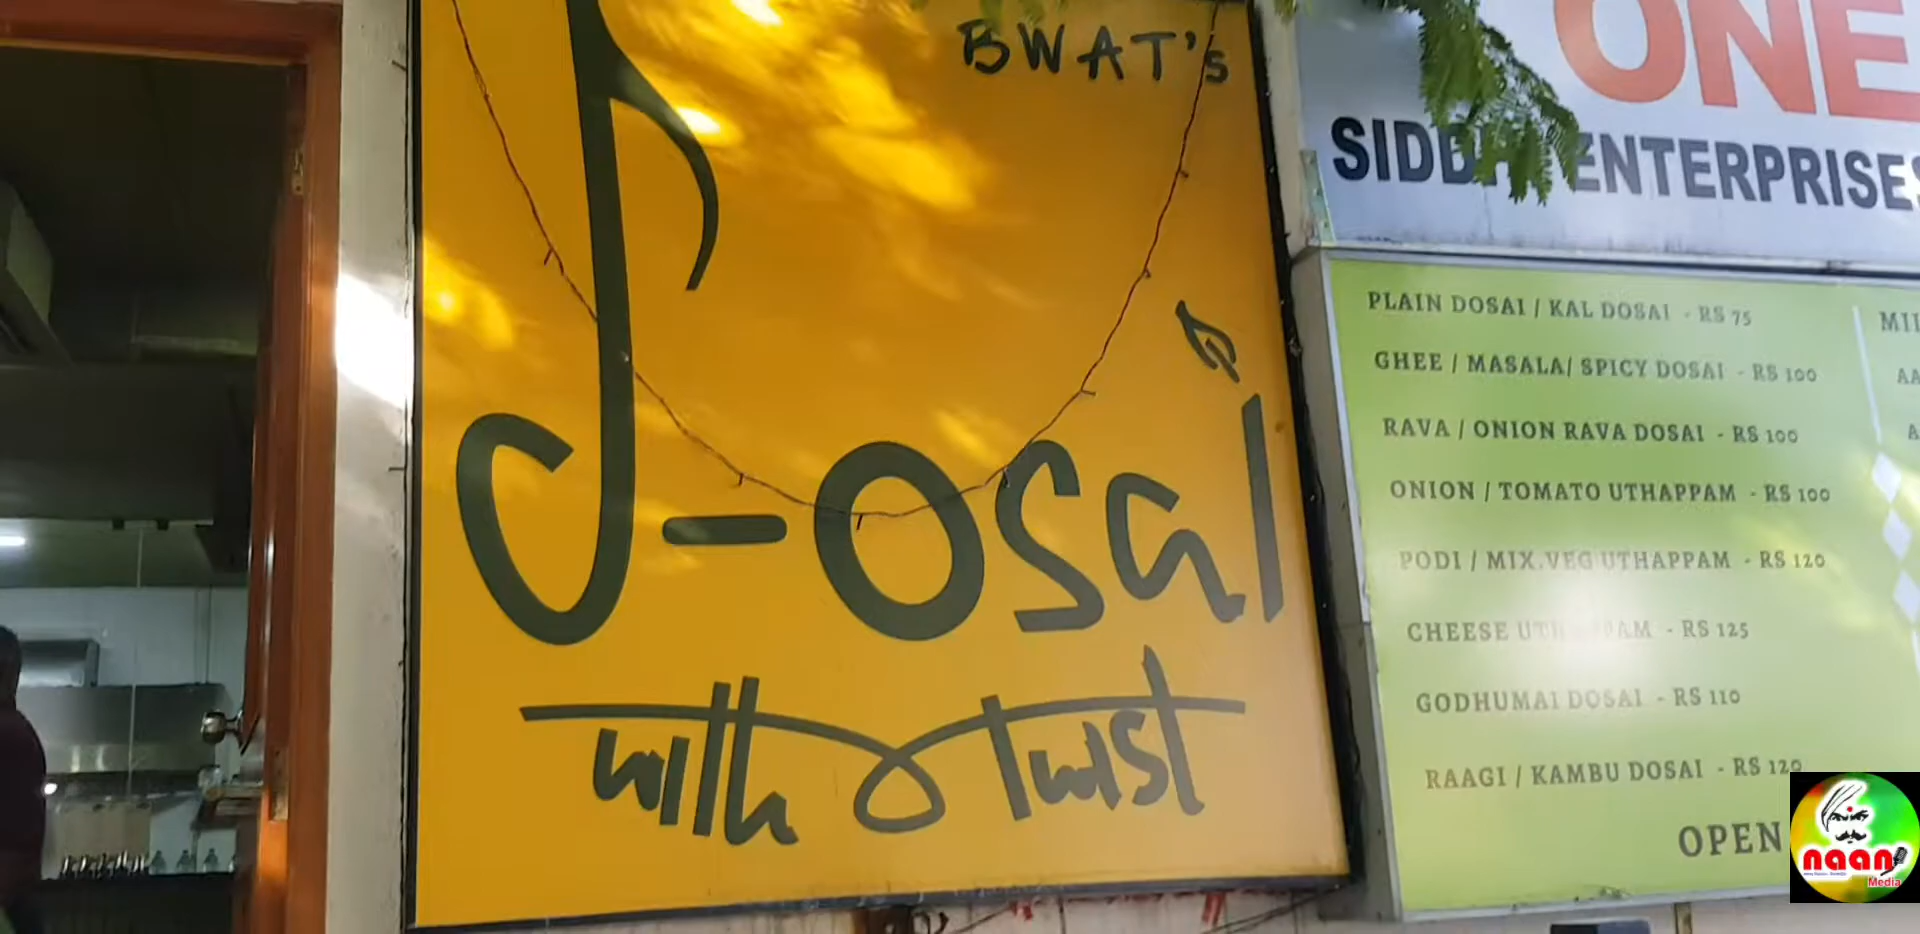 BWAT's
d-osai
with a twist
ONE
ENTERPRISES
PLAIN DOSAI / KAL DOSAI - RS 75
GHEE / MASALA/ SPICY DOSAI - RS 100
RAVA / ONION RAVA DOSAI - RS 100
ONION / TOMATO UTHAPPAM - RS 100
PODI / MIX.VEG UTHAPPAM - RS 120
CHEESE UTHAPPAM - RS 125
GODHUMAI DOSAI - RS 110
RAAGI / KAMBU DOSAI - RS 120
OPEN
naan
Media